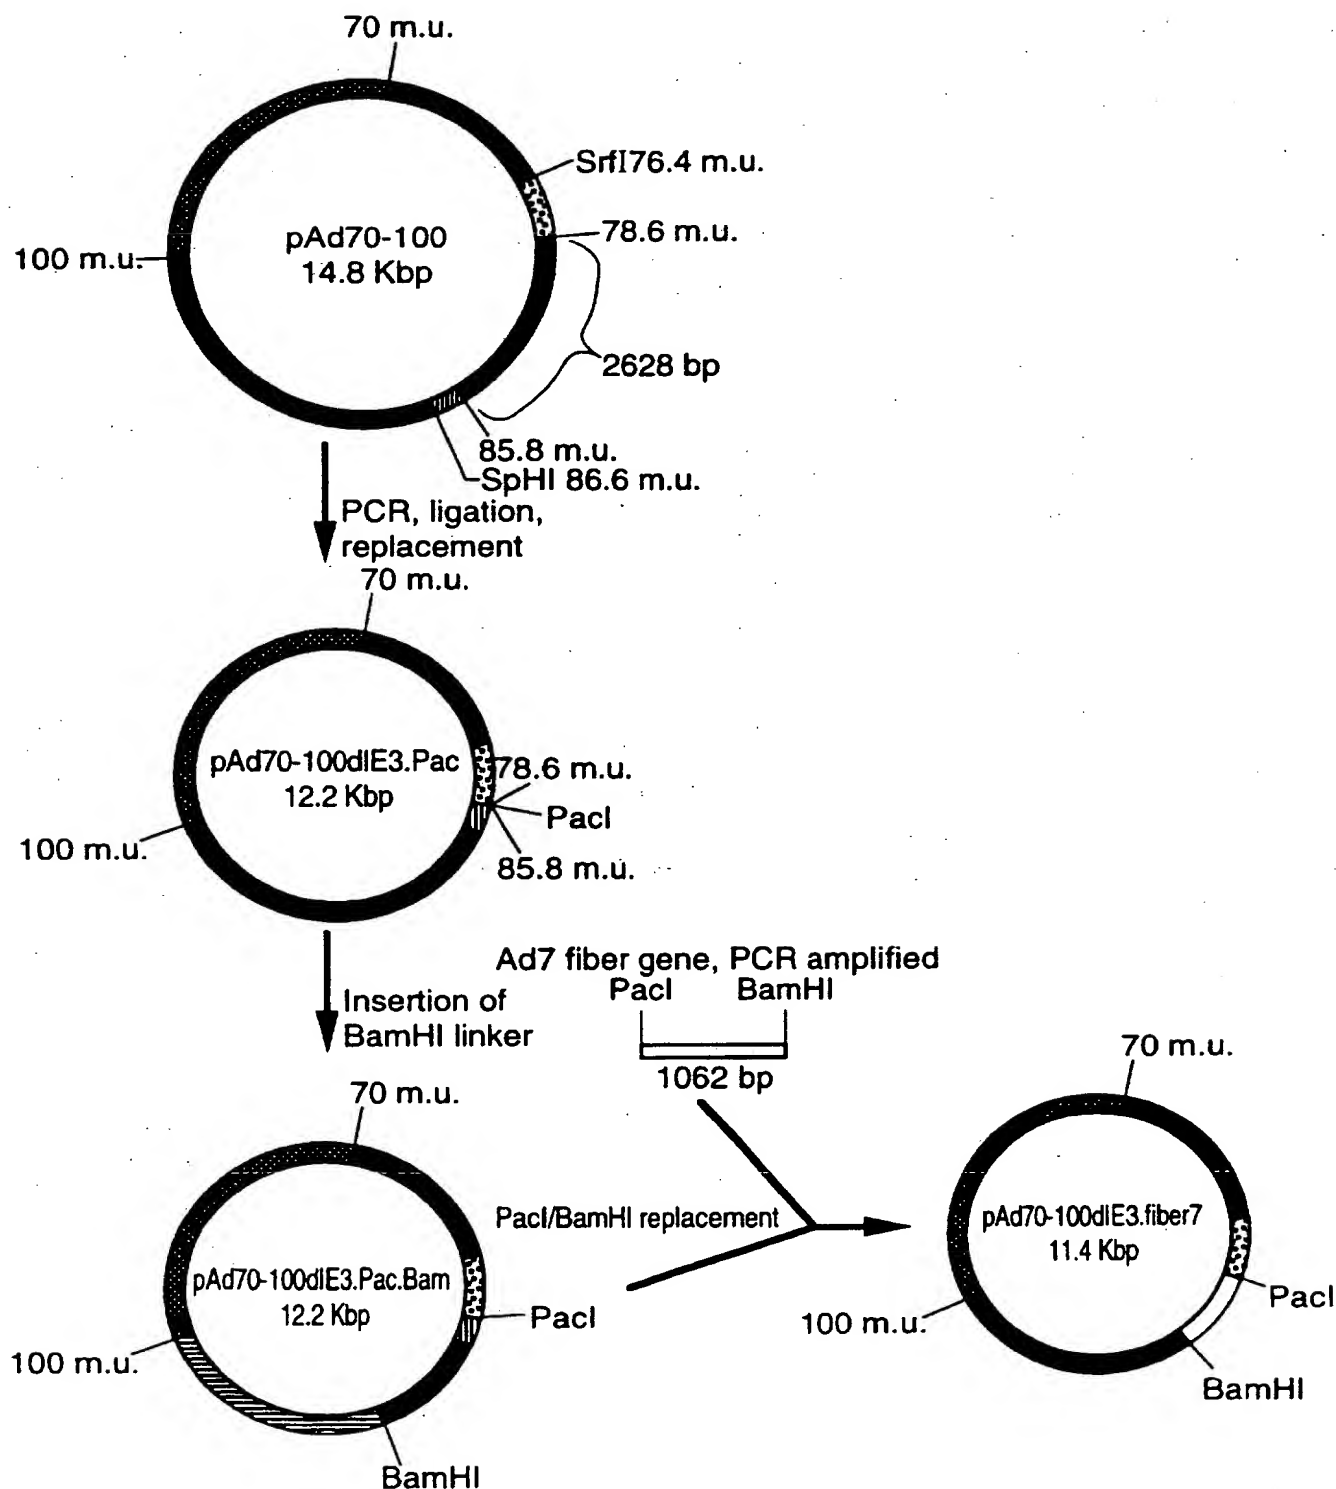 70 m.u.
SrfI76.4 m.u.
78.6 m.u.
pAd70-100
14.8 Kbp
100 m.u.
2628 bp
85.8 m.u.
SpHI 86.6 m.u.
PCR, ligation,
replacement
70 m.u.
pAd70-100dlE3.Pac
12.2 Kbp
78.6 m.u.
PacI
100 m.u.
85.8 m.u.
Insertion of
BamHI linker
Ad7 fiber gene, PCR amplified
PacI BamHI
1062 bp
70 m.u.
pAd70-100dlE3.Pac.Bam
12.2 Kbp
PacI
100 m.u.
BamHI
PacI/BamHI replacement
70 m.u.
pAd70-100dlE3.fiber7
11.4 Kbp
PacI
100 m.u.
BamHI